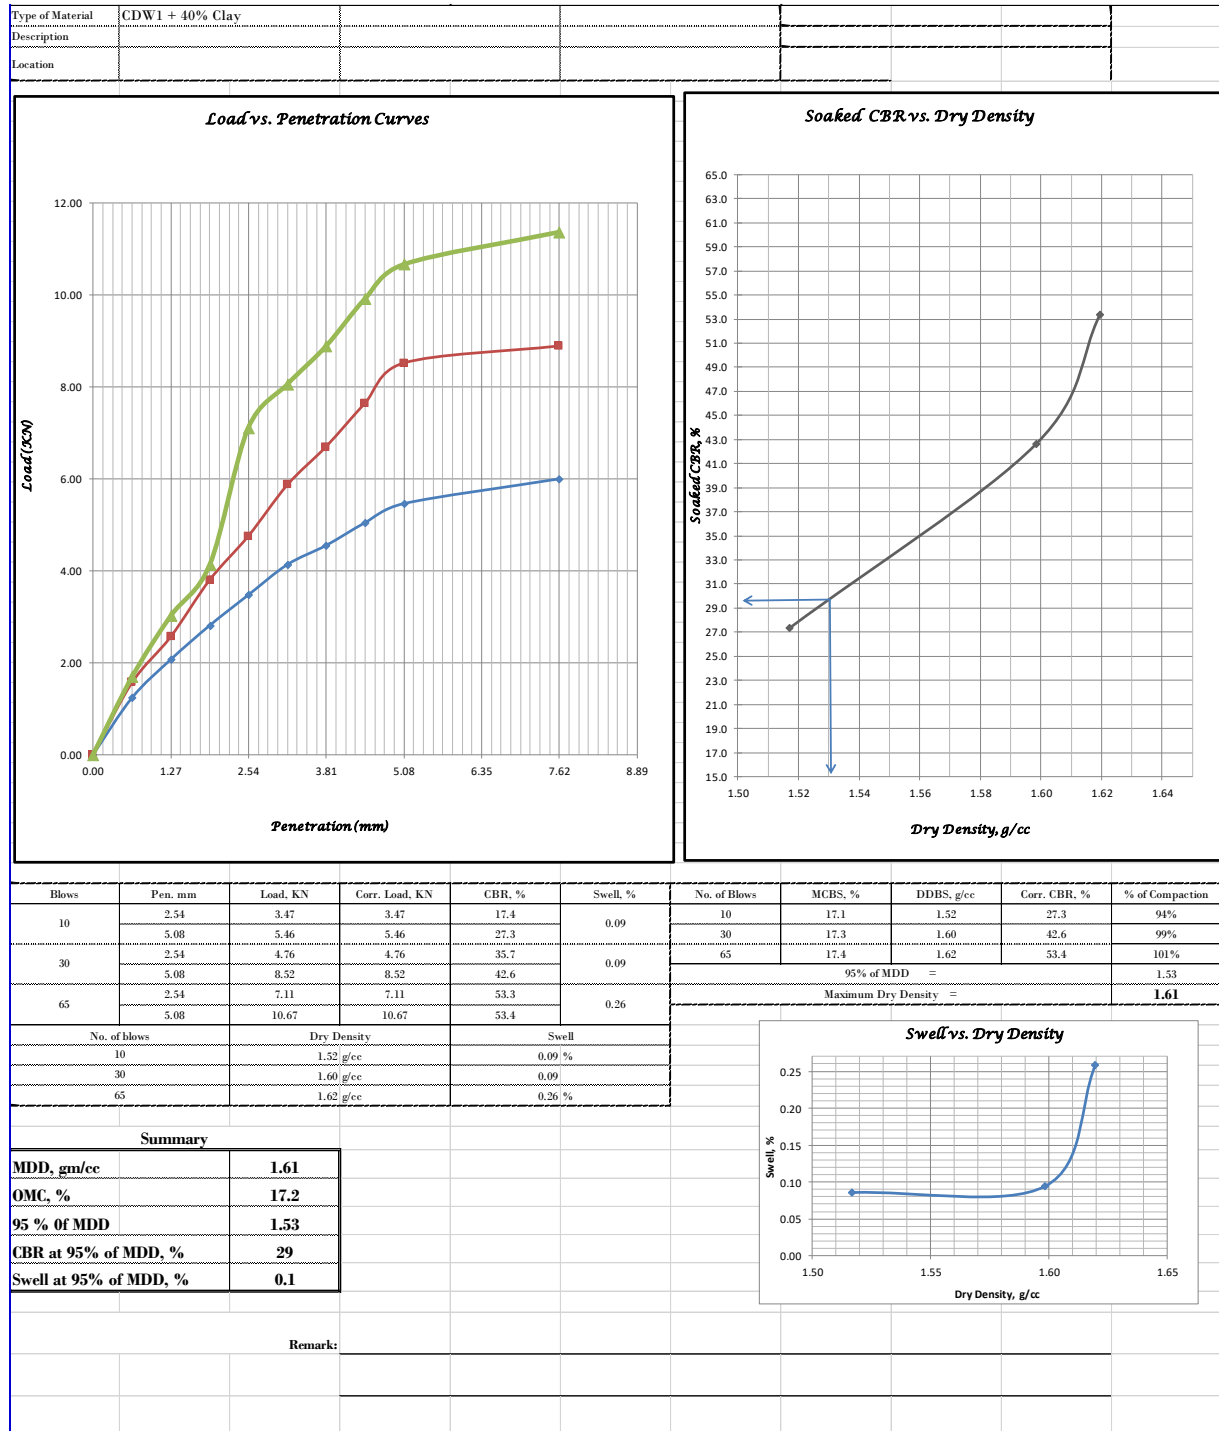 Type of Material CDW1 + 40% Clay
Description
Location
Load vs. Penetration Curves
12.00
10.00
8.00
6.00
4.00
2.00
0.00
Load (KN)
0.00 1.27 2.54 3.81 5.08 6.35 7.62 8.89
Penetration (mm)
Soaked CBR vs. Dry Density
65.0
63.0
61.0
59.0
57.0
55.0
53.0
51.0
49.0
47.0
45.0
43.0
41.0
39.0
37.0
35.0
33.0
31.0
29.0
27.0
25.0
23.0
21.0
19.0
17.0
15.0
Soaked CBR, %
1.50 1.52 1.54 1.56 1.58 1.60 1.62 1.64
Dry Density, g/cc
Blows Pen. mm Load, KN Corr. Load, KN CBR, % Swell, %
10 2.54 3.47 3.47 17.4 0.09
5.08 5.46 5.46 27.3
30 2.54 4.76 4.76 35.7 0.09
5.08 8.52 8.52 42.6
65 2.54 7.11 7.11 53.3 0.26
5.08 10.67 10.67 53.4
No. of blows Dry Density Swell
10 1.52 g/cc 0.09 %
30 1.60 g/cc 0.09
65 1.62 g/cc 0.26 %
No. of Blows MCBS, % DDBS, g/cc Corr. CBR, % % of Compaction
10 17.1 1.52 27.3 94%
30 17.3 1.60 42.6 99%
65 17.4 1.62 53.4 101%
95% of MDD = 1.53
Maximum Dry Density = 1.61
Swell vs. Dry Density
0.25
0.20
0.15
0.10
0.05
0.00
Swell, %
1.50 1.55 1.60 1.65
Dry Density, g/cc
Summary
MDD, gm/cc 1.61
OMC, % 17.2
95 % 0f MDD 1.53
CBR at 95% of MDD, % 29
Swell at 95% of MDD, % 0.1
Remark: